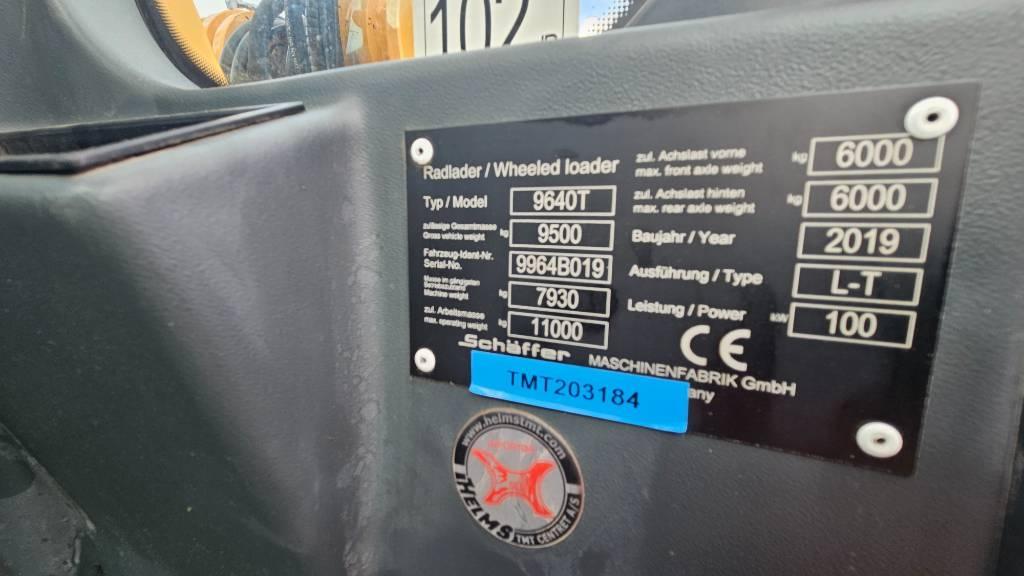 102
Radlader / Wheeled loader
Typ / Model 9640T
zulässige Gesamtmasse
Gross vehicle weight kg 9500
Fahrzeug-Ident-Nr.
Serial-No. 9964B019
Machine weight kg 7930
zul. Arbeitsmasse
max. operating weight kg 11000
zul. Achslast vorne
max. front axle weight kg 6000
zul. Achslast hinten
max. rear axle weight kg 6000
Baujahr / Year 2019
Ausführung / Type L-T
Leistung / Power kW 100
CE
Schäffer MASCHINENFABRIK GmbH
any
TMT203184
www.helmstmt.com
HELMS
TMT CENTRET A/S